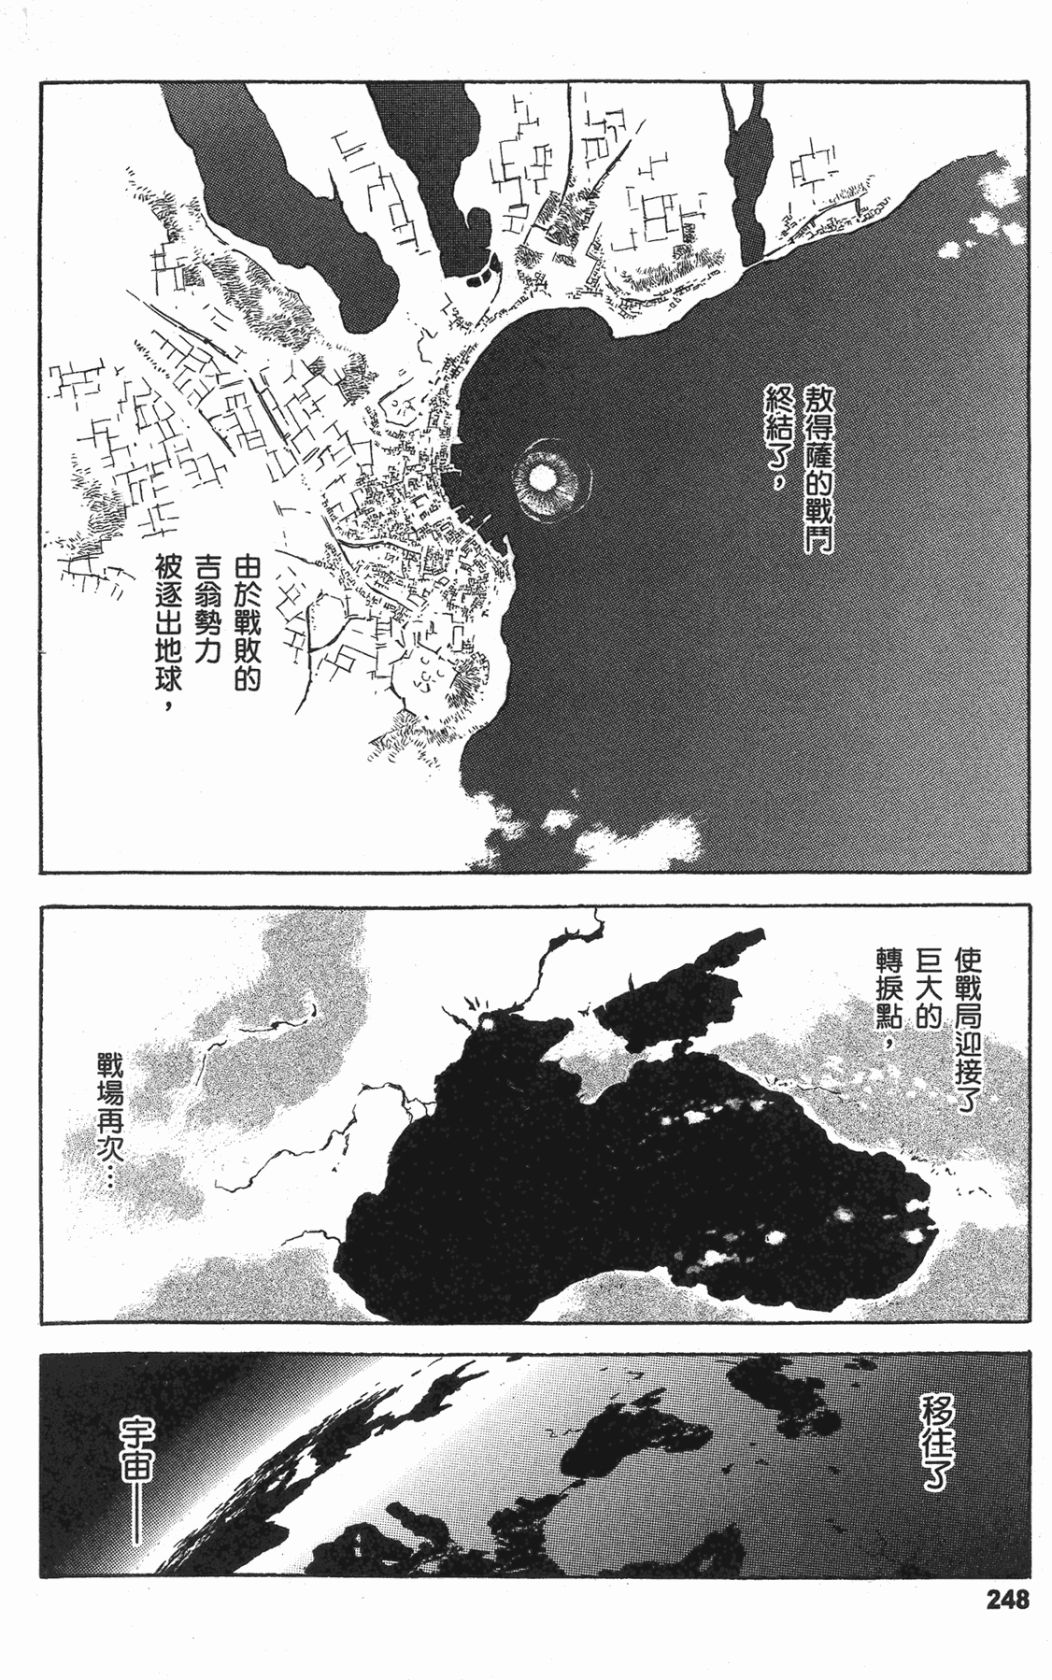 敖得薩的戰鬥
終結了，
由於戰敗的
吉翁勢力
被逐出地球，
使戰局迎接了
巨大的
轉捩點，
戰場再次…
移往了
宇宙——
248